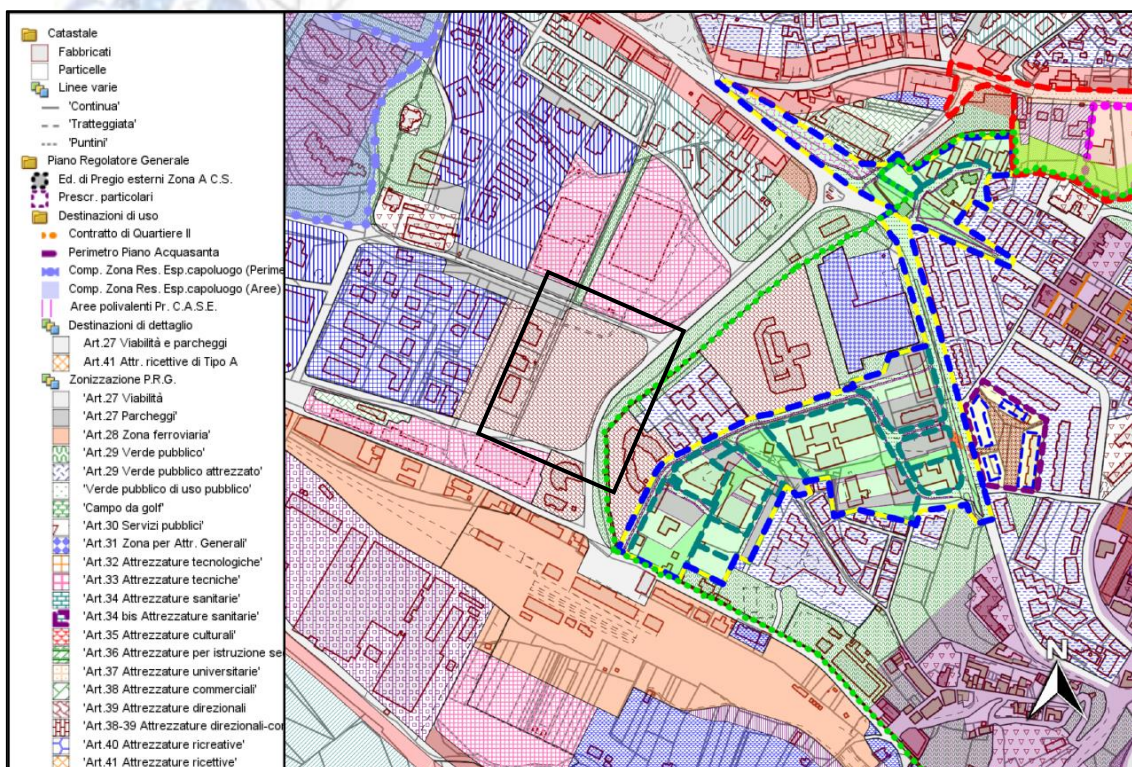 Catastale
Fabbricati
Particelle
Linee varie
'Continua'
'Tratteggiata'
'Puntini'
Piano Regolatore Generale
Ed. di Pregio esterni Zona A C.S.
Prescr. particolari
Destinazioni di uso
Contratto di Quartiere II
Perimetro Piano Acquasanta
Comp. Zona Res. Esp.capoluogo (Perime
Comp. Zona Res. Esp.capoluogo (Aree)
Aree polivalenti Pr. C.A.S.E.
Destinazioni di dettaglio
Art.27 Viabilità e parcheggi
Art.41 Attr. ricettive di Tipo A
Zonizzazione P.R.G.
'Art.27 Viabilità'
'Art.27 Parcheggi'
'Art.28 Zona ferroviaria'
'Art.29 Verde pubblico'
'Art.29 Verde pubblico attrezzato'
'Verde pubblico di uso pubblico'
'Campo da golf'
'Art.30 Servizi pubblici'
'Art.31 Zona per Attr. Generali'
'Art.32 Attrezzature tecnologiche'
'Art.33 Attrezzature tecniche'
'Art.34 Attrezzature sanitarie'
'Art.34 bis Attrezzature sanitarie'
'Art.35 Attrezzature culturali'
'Art.36 Attrezzature per istruzione se
'Art.37 Attrezzature universitarie'
'Art.38 Attrezzature commerciali'
'Art.39 Attrezzature direzionali
'Art.38-39 Attrezzature direzionali-co
'Art.40 Attrezzature ricreative'
'Art.41 Attrezzature ricettive'
N